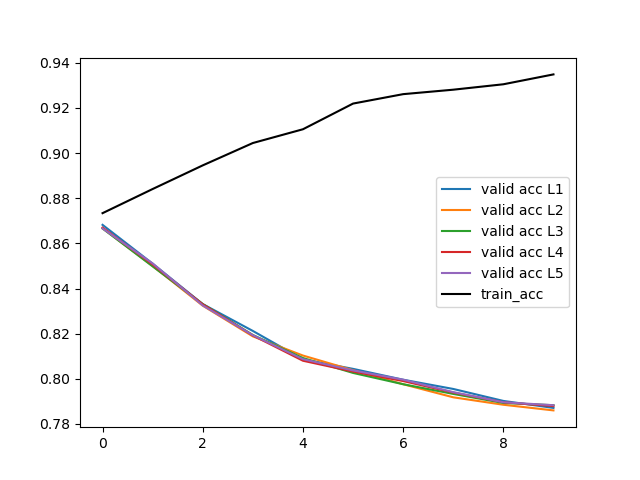 0.94
0.92
0.90
0.88
0.86
0.84
0.82
0.80
0.78
0 2 4 6 8
valid acc L1
valid acc L2
valid acc L3
valid acc L4
valid acc L5
train_acc